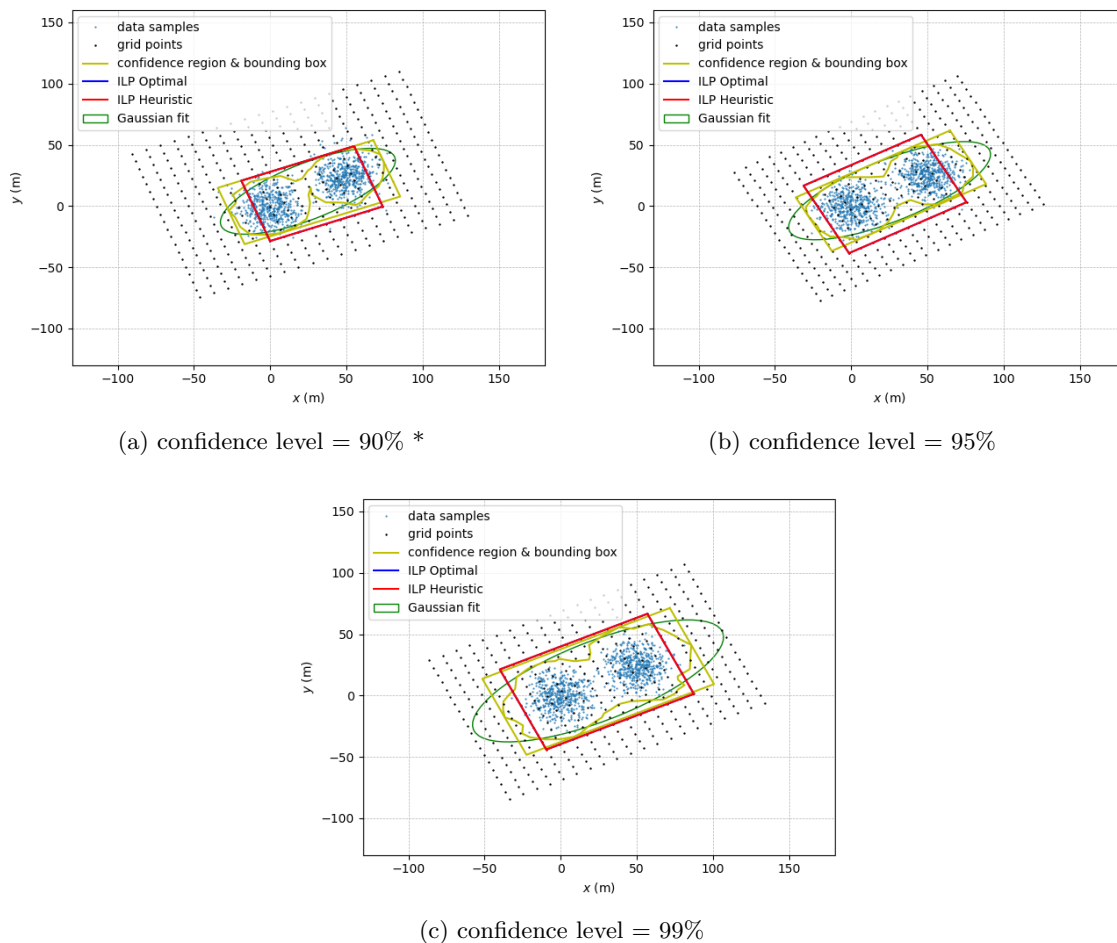 150
100
50
0
−50
−100
y (m)
data samples
grid points
confidence region & bounding box
ILP Optimal
ILP Heuristic
Gaussian fit
−100 −50 0 50 100 150
x (m)
(a) confidence level = 90% *
150
100
50
0
−50
−100
y (m)
data samples
grid points
confidence region & bounding box
ILP Optimal
ILP Heuristic
Gaussian fit
−100 −50 0 50 100 150
x (m)
(b) confidence level = 95%
150
100
50
0
−50
−100
y (m)
data samples
grid points
confidence region & bounding box
ILP Optimal
ILP Heuristic
Gaussian fit
−100 −50 0 50 100 150
x (m)
(c) confidence level = 99%